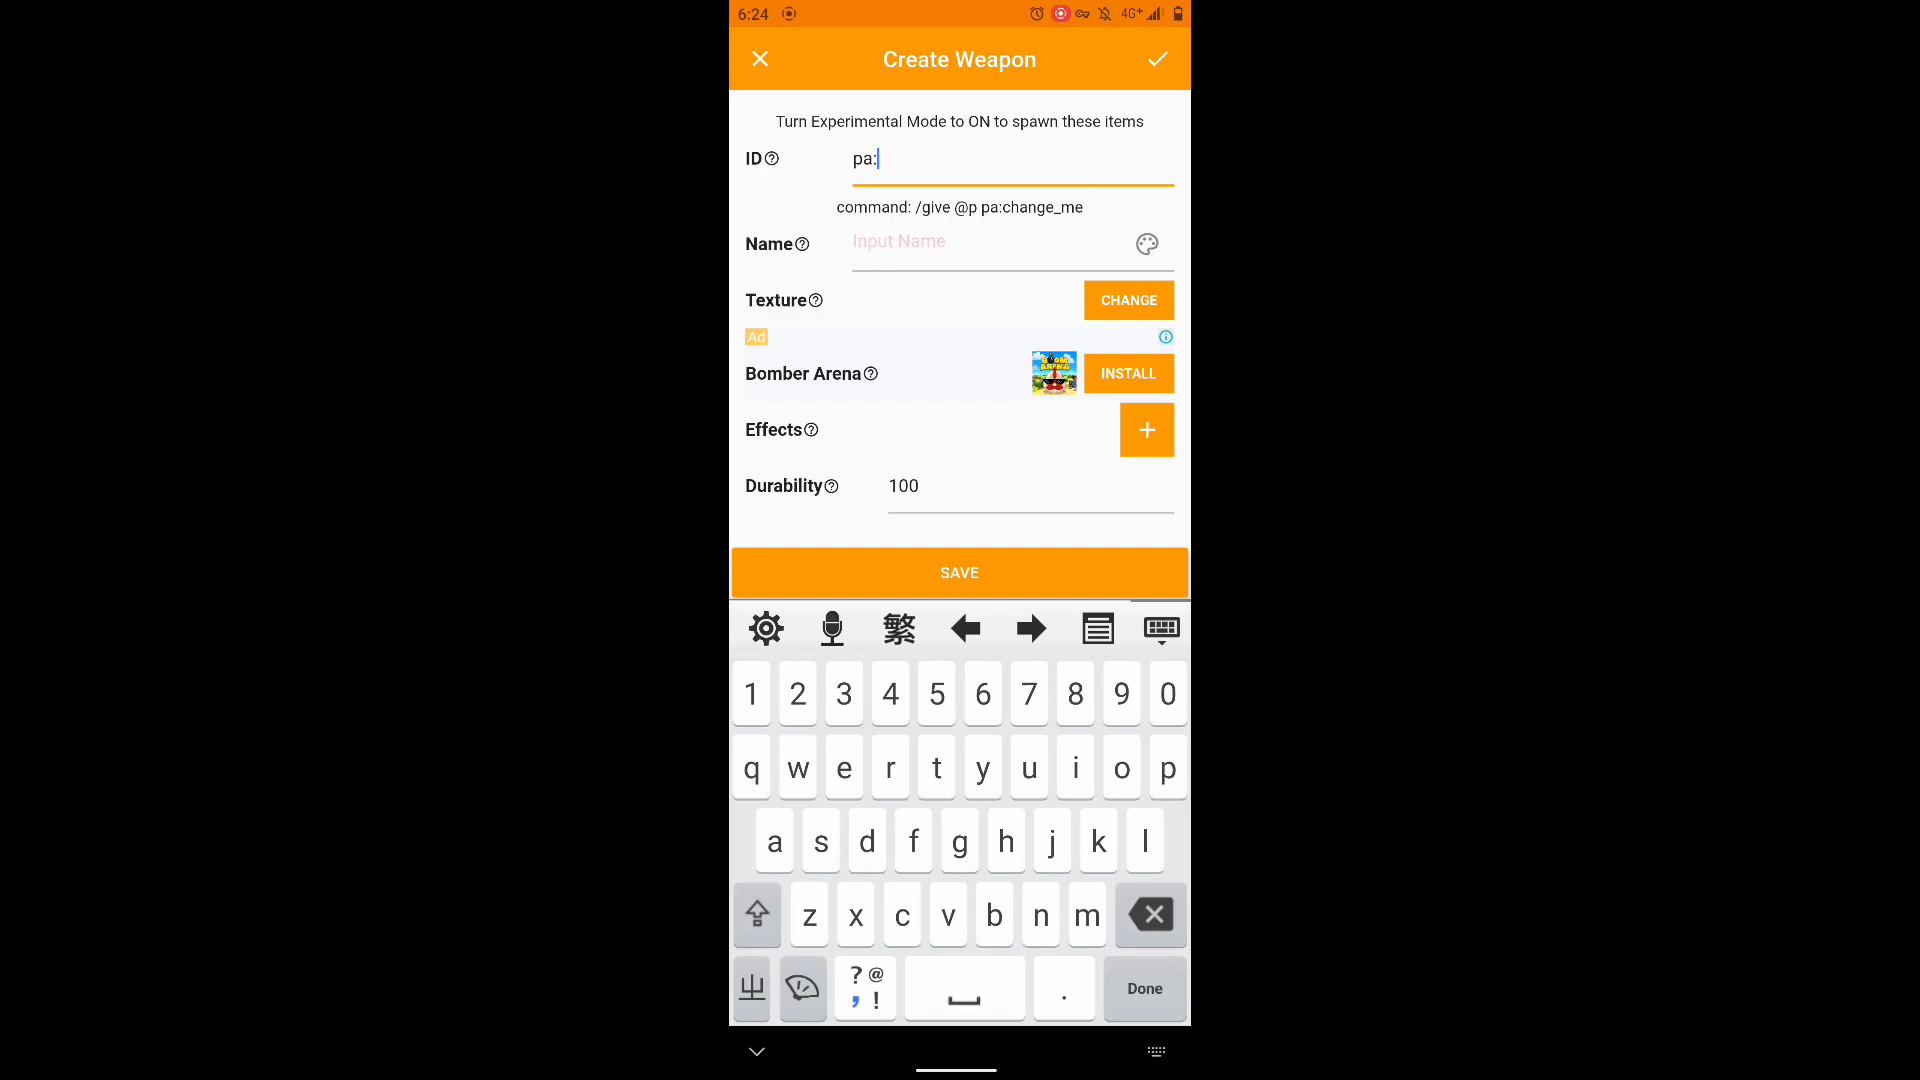 6:24
4G+
Create Weapon
Turn Experimental Mode to ON to spawn these items
ID
pa:
command: /give @p pa:change_me
Name
Input Name
Texture
CHANGE
Ad
Bomber Arena
INSTALL
Effects
+
Durability
100
SAVE
繁
1 2 3 4 5 6 7 8 9 0
q w e r t y u i o p
a s d f g h j k l
z x c v b n m
? @
, !
.
Done